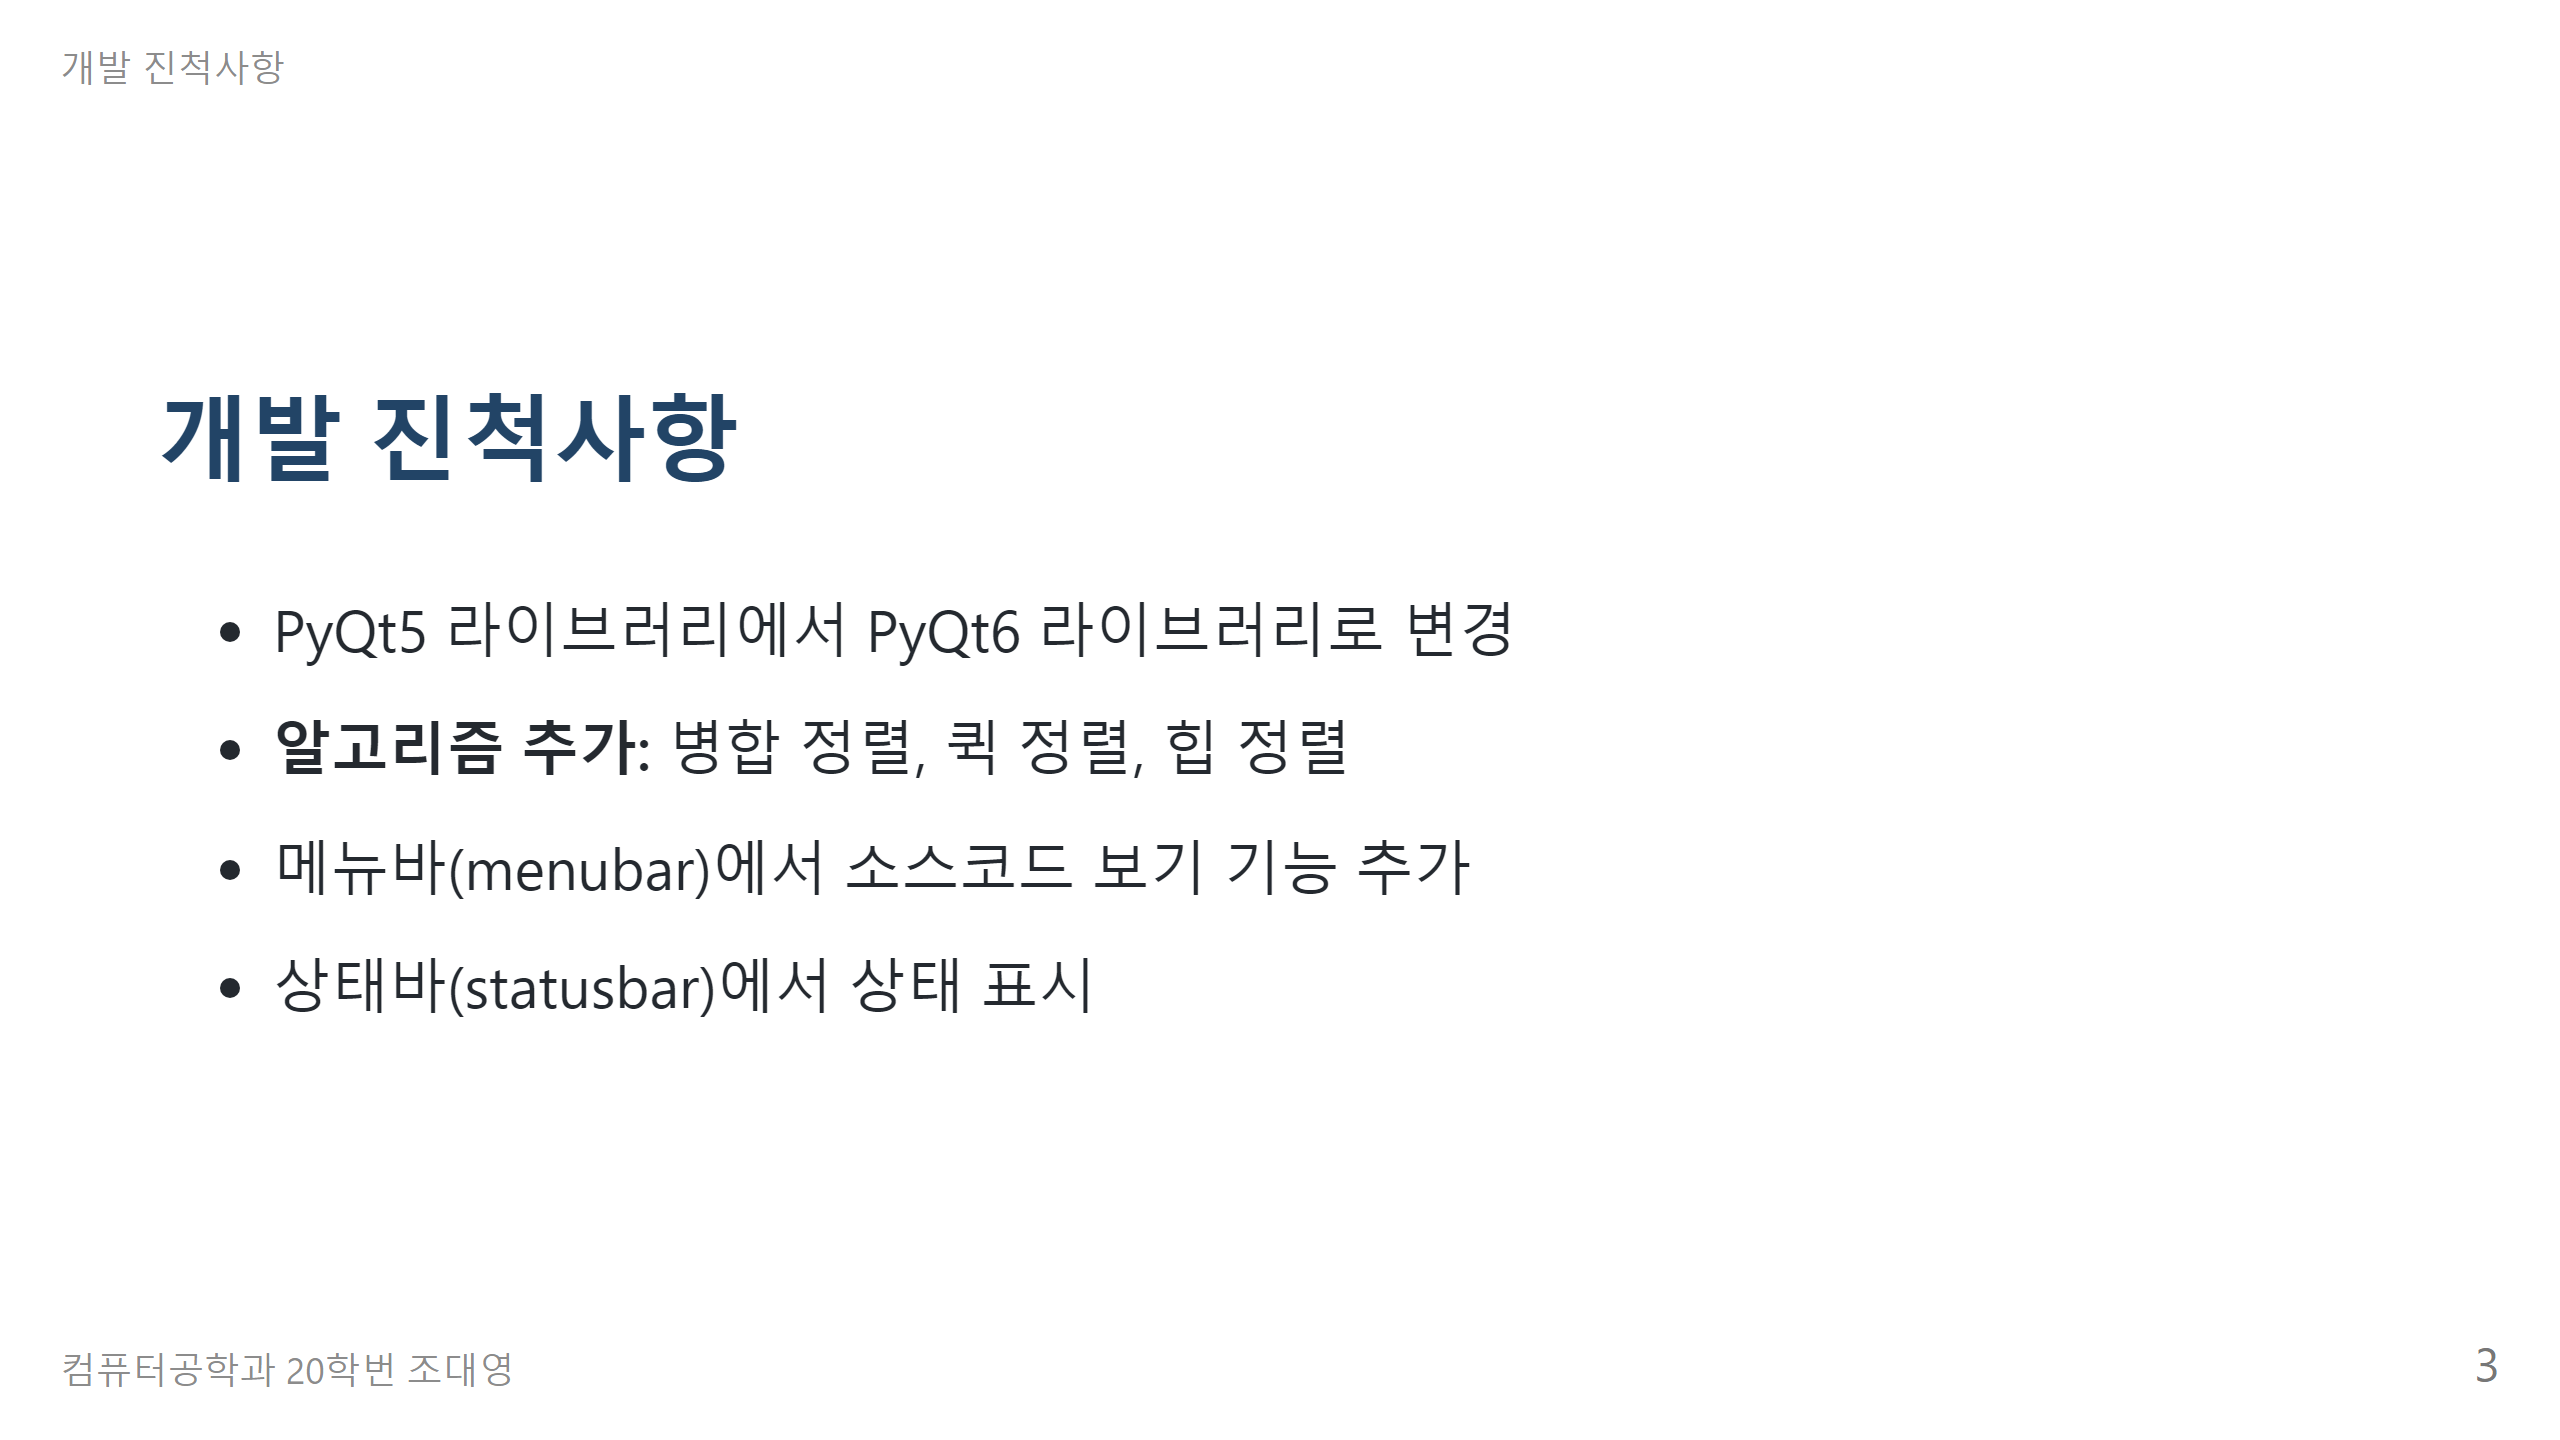 개발 진척사항
개발 진척사항
• PyQt5 라이브러리에서 PyQt6 라이브러리로 변경
• 알고리즘 추가: 병합 정렬, 퀵 정렬, 힙 정렬
• 메뉴바(menubar)에서 소스코드 보기 기능 추가
• 상태바(statusbar)에서 상태 표시
컴퓨터공학과 20학번 조대영
3